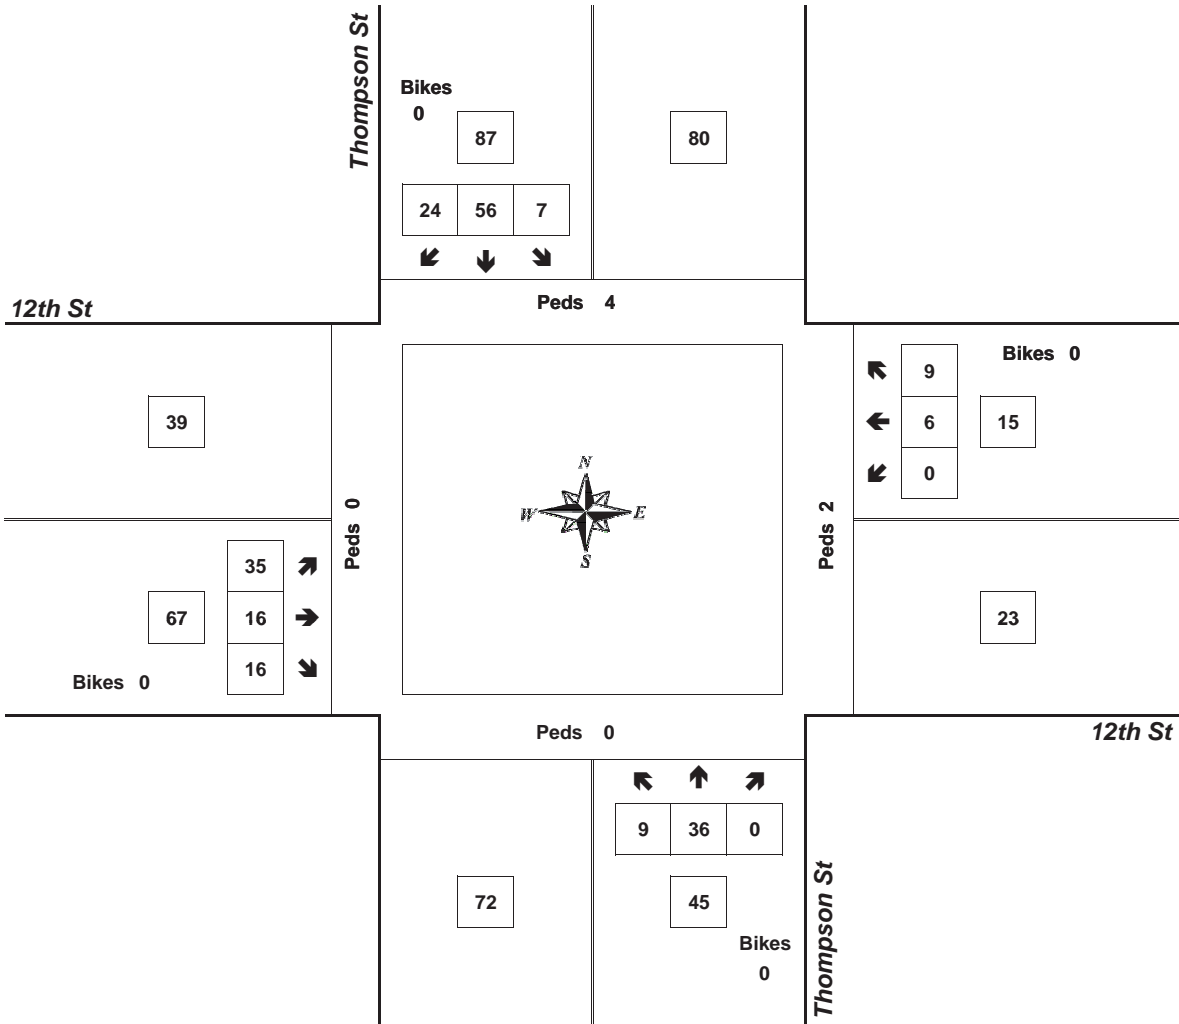 Thompson St
Bikes
0
87
80
24 56 7
Peds 4
12th St
9
Bikes 0
39
6
15
0
N
W E
S
Peds 0
Peds 2
35
67
16
23
16
Bikes 0
12th St
Peds 0
9 36 0
72
45
Bikes
0
Thompson St